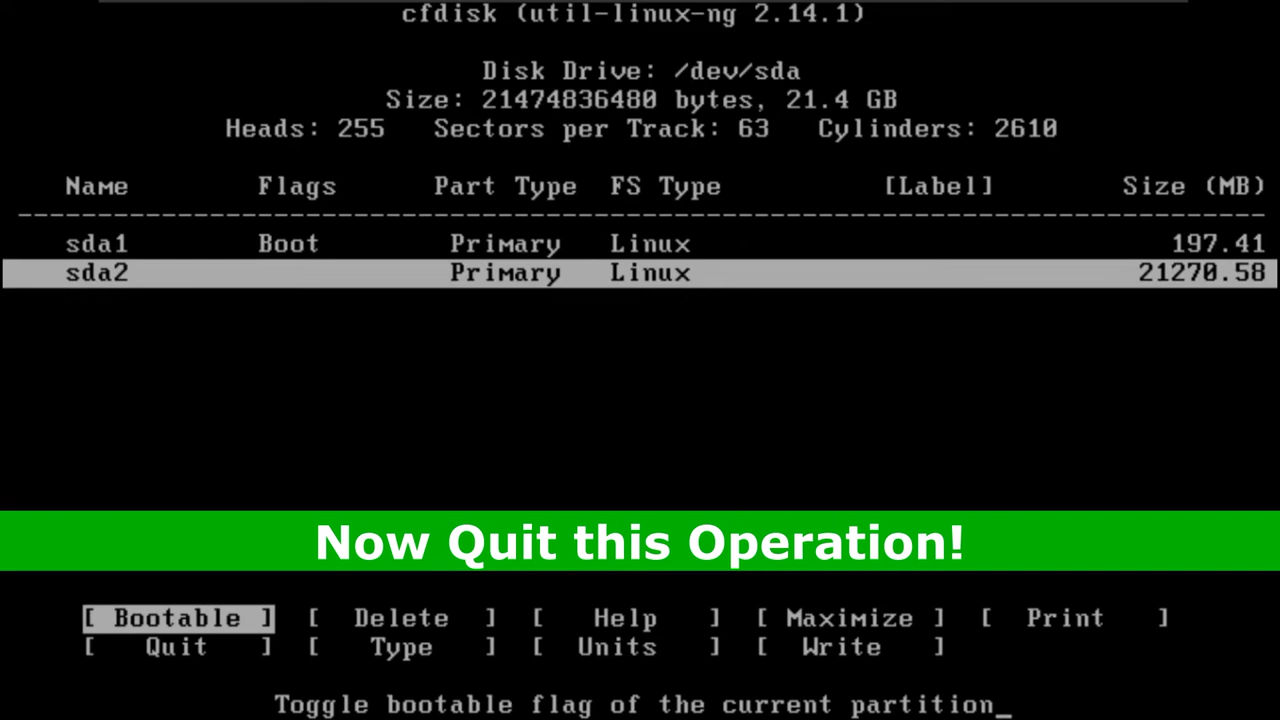 cfdisk (util-linux-ng 2.14.1)
Disk Drive: /dev/sda
Size: 21474836480 bytes, 21.4 GB
Heads: 255   Sectors per Track: 63   Cylinders: 2610
Name   Flags   Part Type   FS Type   [Label]   Size (MB)
sda1   Boot   Primary   Linux   197.41
sda2   Primary   Linux   21270.58
Now Quit this Operation!
[ Bootable ]  [ Delete ]  [ Help ]  [ Maximize ]  [ Print ]
[ Quit ]  [ Type ]  [ Units ]  [ Write ]
Toggle bootable flag of the current partition_